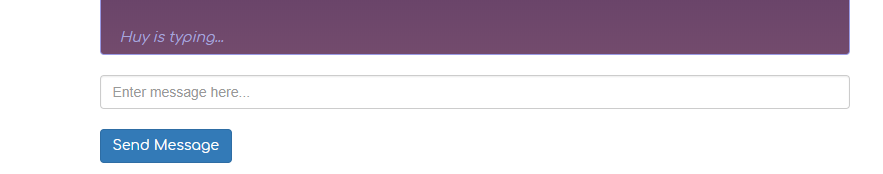 Huy is typing...
Enter message here...
Send Message